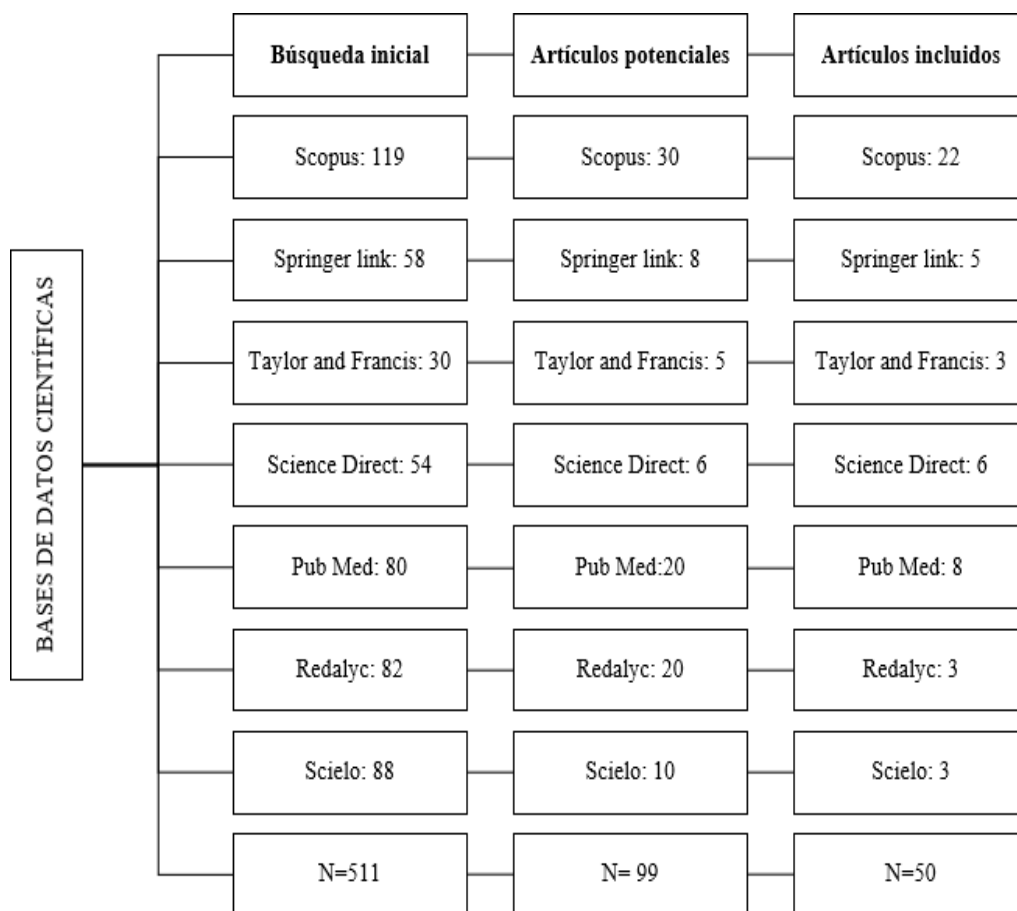 BASES DE DATOS CIENTÍFICAS
Búsqueda inicial
Artículos potenciales
Artículos incluidos
Scopus: 119
Scopus: 30
Scopus: 22
Springer link: 58
Springer link: 8
Springer link: 5
Taylor and Francis: 30
Taylor and Francis: 5
Taylor and Francis: 3
Science Direct: 54
Science Direct: 6
Science Direct: 6
Pub Med: 80
Pub Med:20
Pub Med: 8
Redalyc: 82
Redalyc: 20
Redalyc: 3
Scielo: 88
Scielo: 10
Scielo: 3
N=511
N= 99
N=50